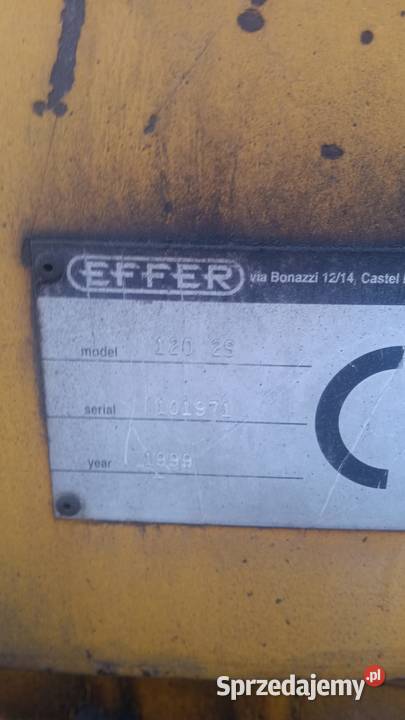 EFFER via Bonazzi 12/14, Castel
model 120 2S
serial 101971
year 1999
C
Sprzedajemy.pl